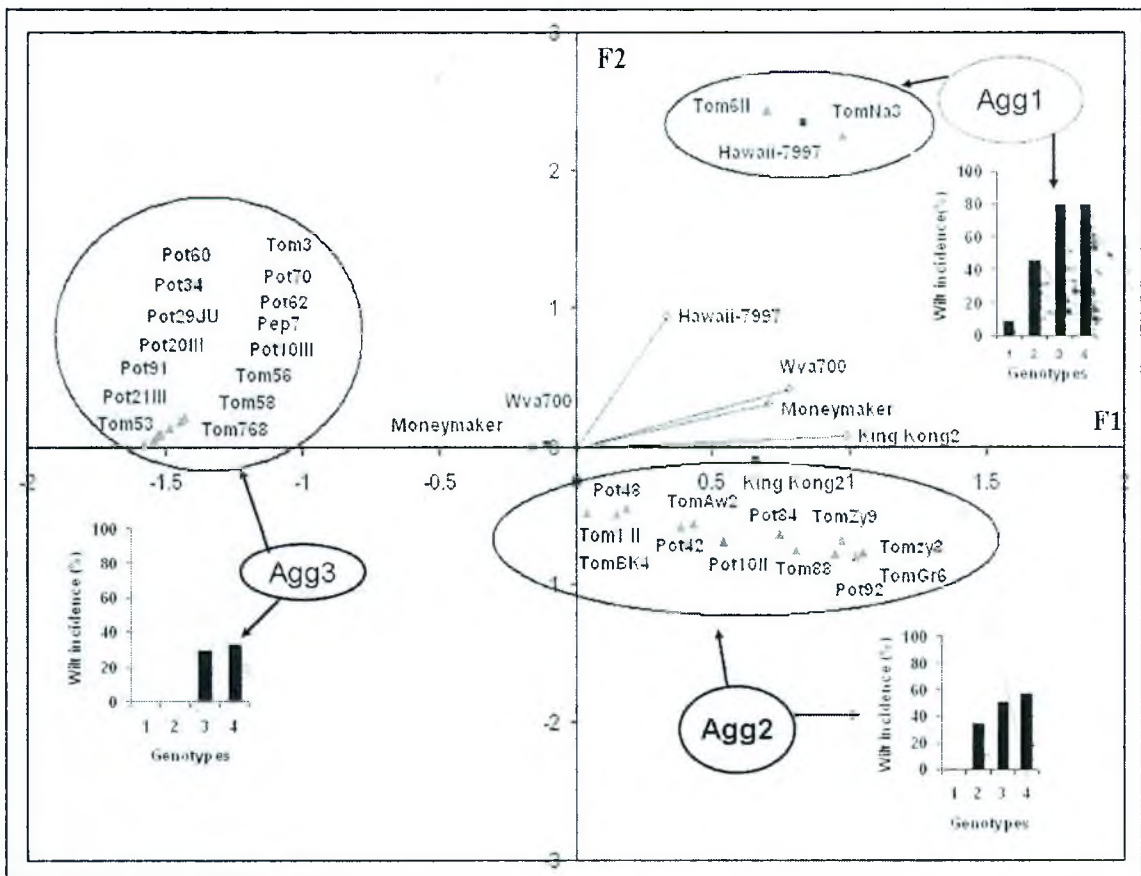 3
F2
Agg1
Tom6II
TomNa3
Hawaii-7997
2
Wilt incidence (%)
100
80
60
40
20
0
1 2 3 4
Genotypes
Pot60
Tom3
Pot34
Pot70
Pot62
Pot29JU
Pep7
Pot20III
Pot10III
Pot91
Tom56
Pot21III
Tom58
Tom53
Tom768
1
Hawaii-7997
Wva700
Moneymaker
King Kong2
F1
Wva700
Moneymaker
-2 -1.5 -1 -0.5 0 0.5 1 1.5 2
King Kong21
Pot48
TomAw2
Pot84
TomZy9
Tom1 II
Pot42
Tomzy2
TomBK4
Pot10II
Tom88
TomGr6
Pot92
-1
Agg3
Wilt incidence (%)
100
80
60
40
20
0
1 2 3 4
Genotypes
Agg2
-2
Wilt incidence (%)
100
80
60
40
20
0
1 2 3 4
Genotypes
-3